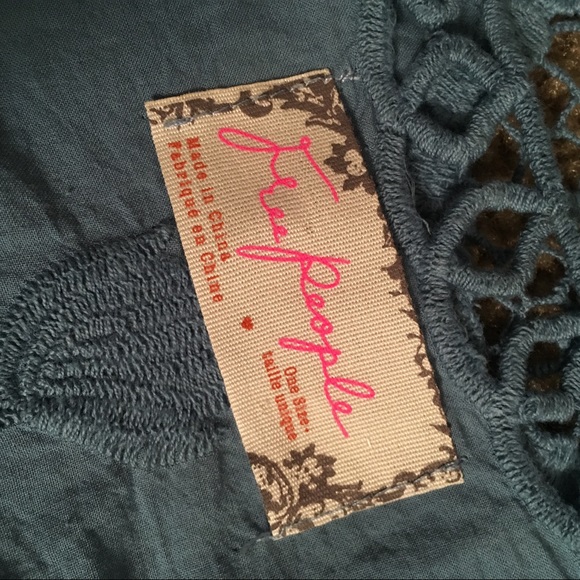 Free People
Made in China
Fabriqué en Chine
One Size.
taille unique